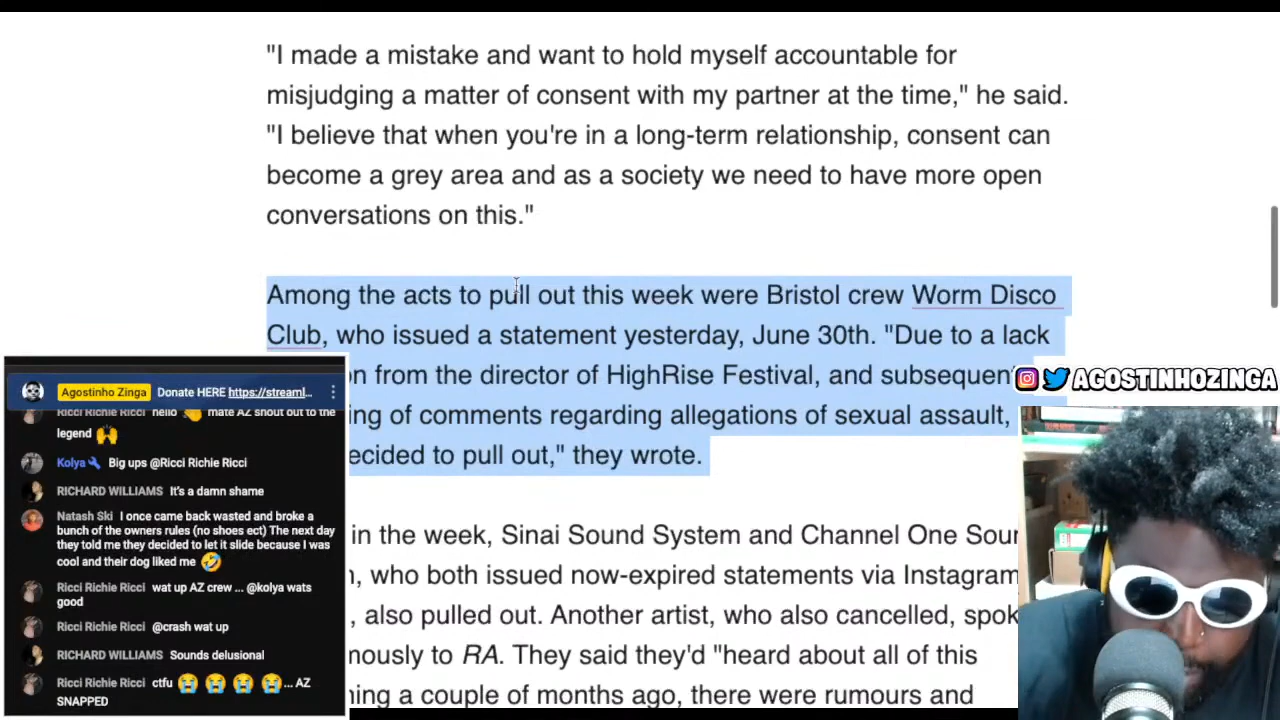 "I made a mistake and want to hold myself accountable for
misjudging a matter of consent with my partner at the time," he said.
"I believe that when you're in a long-term relationship, consent can
become a grey area and as a society we need to have more open
conversations on this."
Among the acts to pull out this week were Bristol crew Worm Disco
Club, who issued a statement yesterday, June 30th. "Due to a lack
from the director of HighRise Festival, and subsequent
of comments regarding allegations of sexual assault,
to pull out," they wrote.
in the week, Sinai Sound System and Channel One
who both issued now-expired statements via Instagram
also pulled out. Another artist, who also cancelled,
to RA. They said they'd "heard about all of this
a couple of months ago, there were rumours and
Agostinho Zinga Donate HERE https://streaml...
Ricci Richie Ricci hello 👋 mate AZ shout out to the
legend 🙌
Kolya 🔧 Big ups @Ricci Richie Ricci
RICHARD WILLIAMS It's a damn shame
Natash Ski I once came back wasted and broke a
bunch of the owners rules (no shoes ect) The next day
they told me they decided to let it slide because I was
cool and their dog liked me 🤣
Ricci Richie Ricci wat up AZ crew ... @kolya wats
good
Ricci Richie Ricci @crash wat up
RICHARD WILLIAMS Sounds delusional
Ricci Richie Ricci ctfu 😭 😭 😭 😭 ... AZ
SNAPPED
AGOSTINHOZINGA